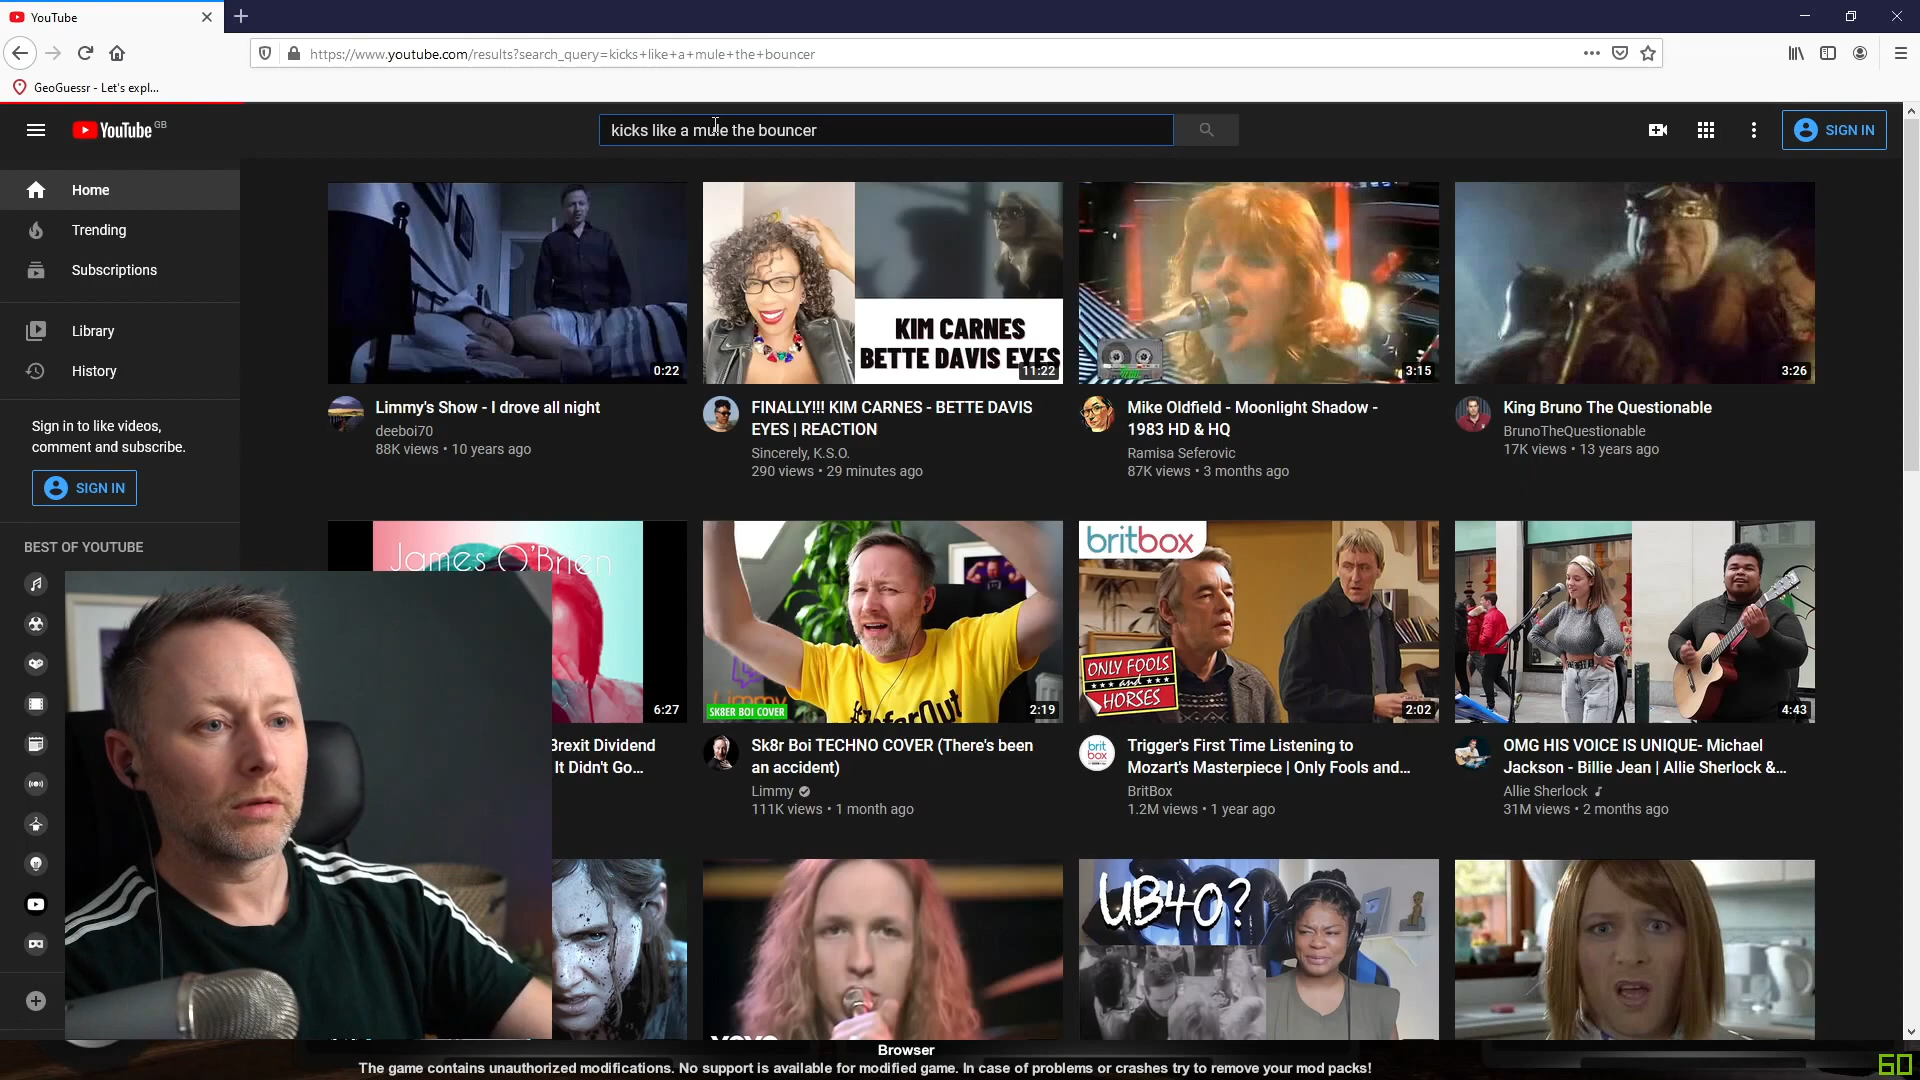 YouTube
https://www.youtube.com/results?search_query=kicks+like+a+mule+the+bouncer
GeoGuessr - Let's expl...
YouTube GB
kicks like a mule the bouncer
SIGN IN
Home
Trending
Subscriptions
Library
History
Sign in to like videos,
comment and subscribe.
SIGN IN
BEST OF YOUTUBE
0:22
KIM CARNES
BETTE DAVIS EYES
11:22
3:15
3:26
Limmy's Show - I drove all night
deeboi70
88K views • 10 years ago
FINALLY!!! KIM CARNES - BETTE DAVIS
EYES | REACTION
Sincerely, K.S.O.
290 views • 29 minutes ago
Mike Oldfield - Moonlight Shadow -
1983 HD & HQ
Ramisa Seferovic
87K views • 3 months ago
King Bruno The Questionable
BrunoTheQuestionable
17K views • 13 years ago
James O'Brien
6:27
Limmy
SK8ER BOI COVER
2:19
britbox
ONLY FOOLS
and
HORSES
2:02
4:43
Brexit Dividend
It Didn't Go...
Sk8r Boi TECHNO COVER (There's been
an accident)
Limmy
111K views • 1 month ago
brit
box
Trigger's First Time Listening to
Mozart's Masterpiece | Only Fools and...
BritBox
1.2M views • 1 year ago
OMG HIS VOICE IS UNIQUE- Michael
Jackson - Billie Jean | Allie Sherlock &...
Allie Sherlock
31M views • 2 months ago
UB40?
Browser
The game contains unauthorized modifications. No support is available for modified game. In case of problems or crashes try to remove your mod packs!
60